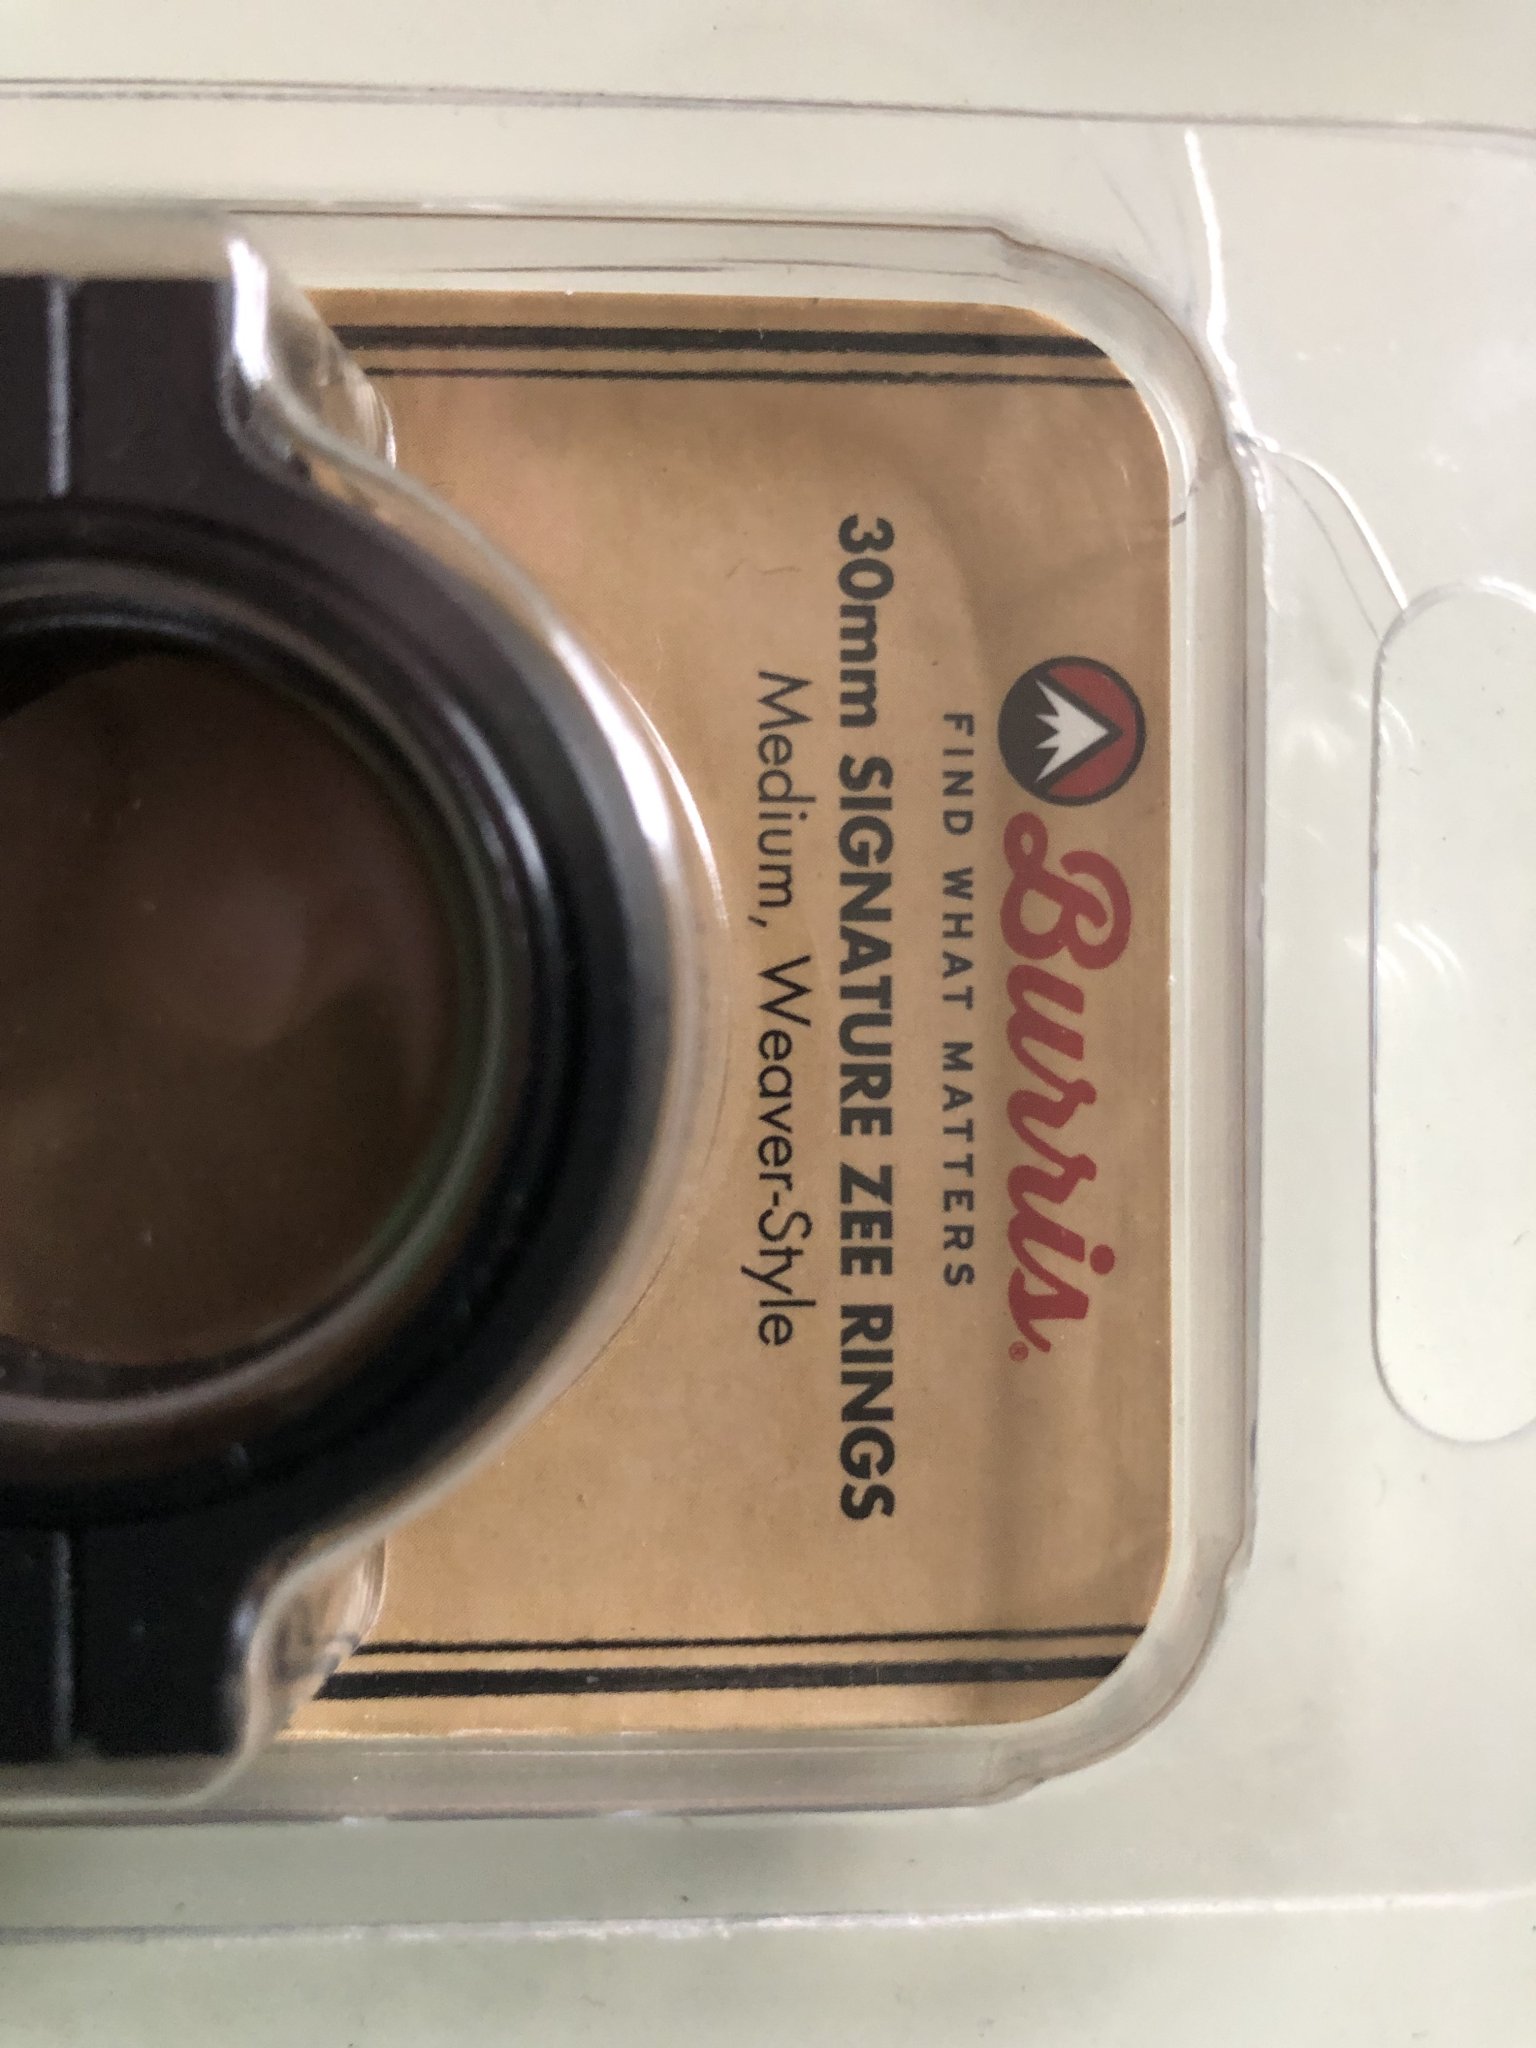 Burris®
FIND WHAT MATTERS
30mm SIGNATURE ZEE RINGS
Medium, Weaver-Style